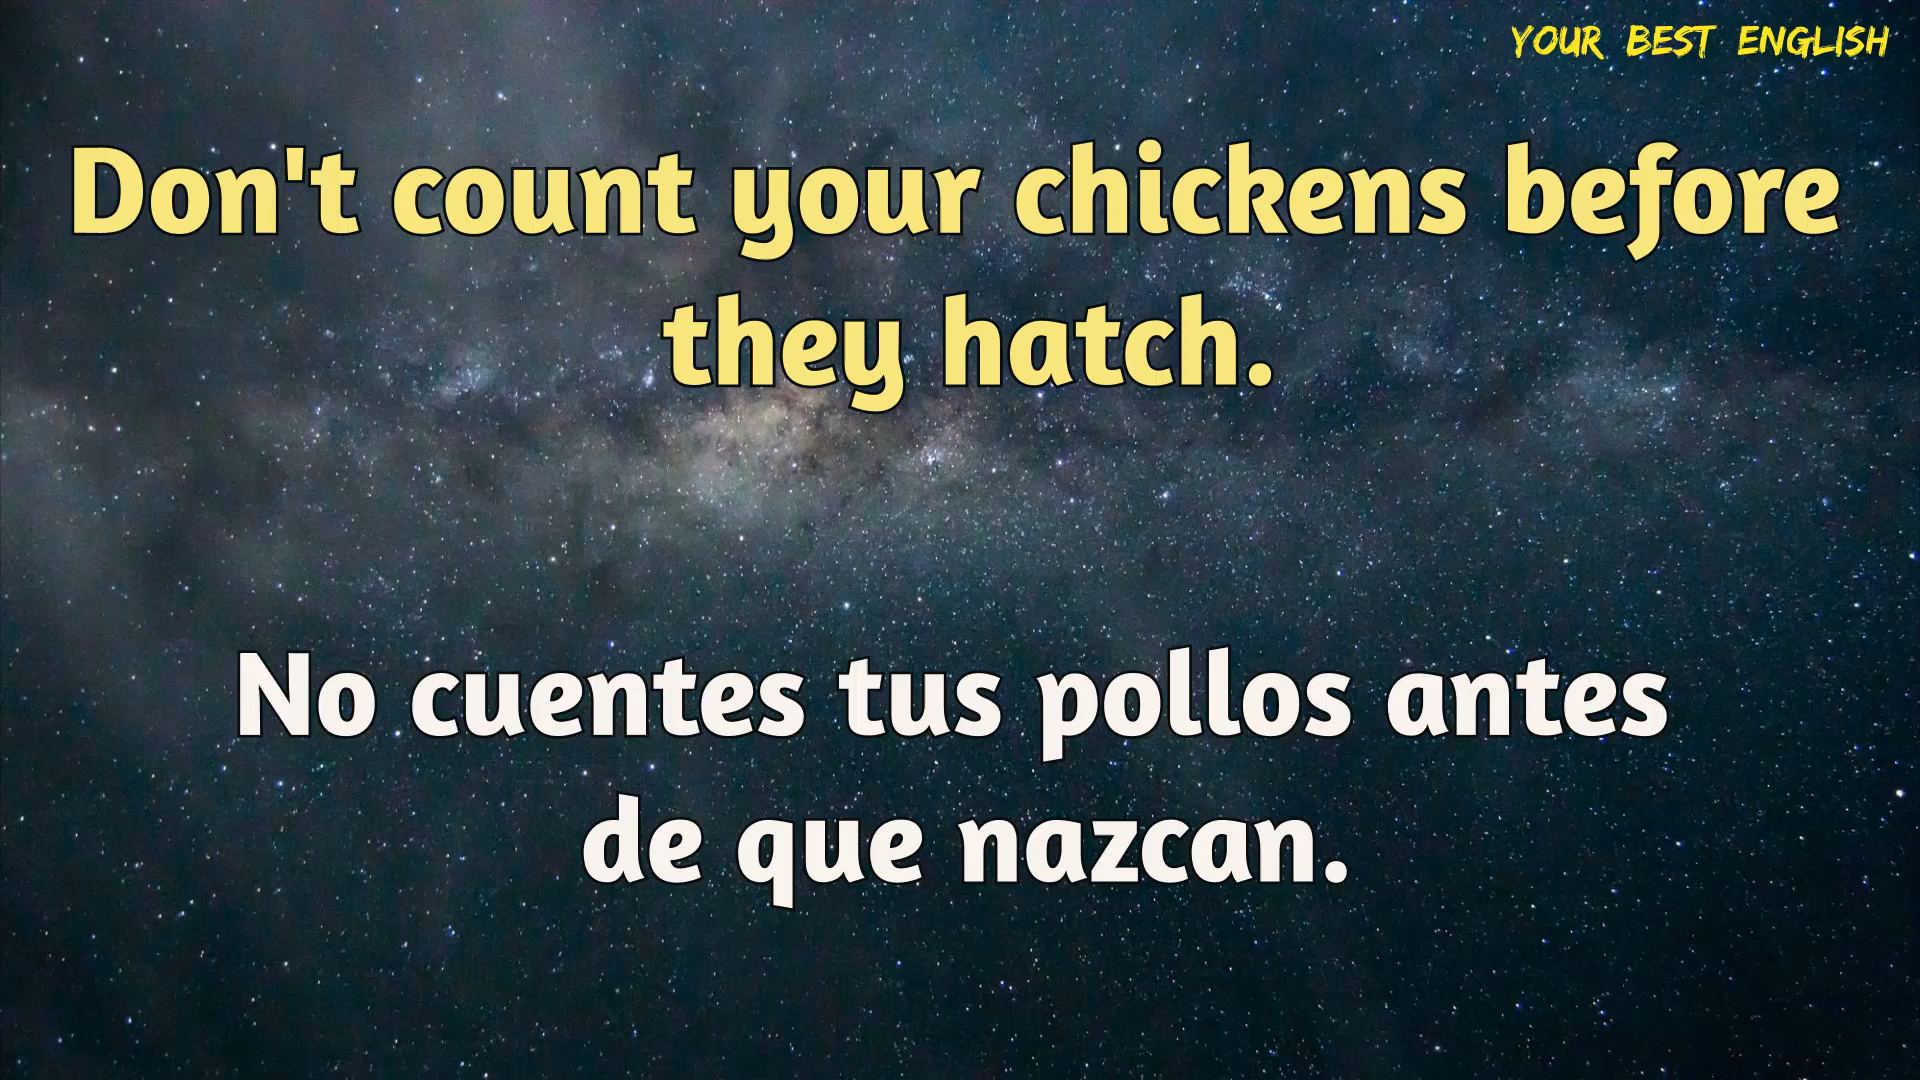 YOUR BEST ENGLISH
Don't count your chickens before
they hatch.
No cuentes tus pollos antes
de que nazcan.